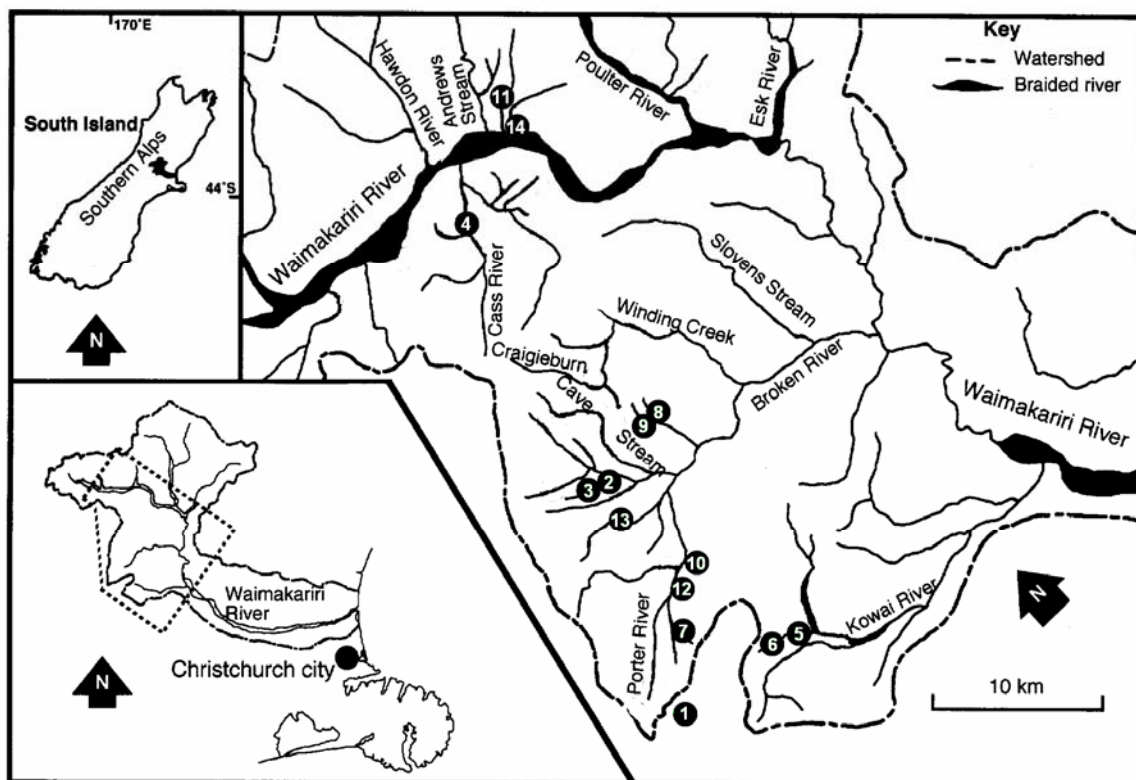 170°E
South Island
Southern Alps
44°S
N
Waimakariri
River
Christchurch city
N
Key
Watershed
Braided river
Hawdon River
Andrews
Stream
Poulter River
Esk River
11
14
Waimakariri River
4
Cass River
Slovens Stream
Winding Creek
Craigieburn
Cave
Stream
Broken River
Waimakariri River
8
9
3
2
13
10
12
7
Porter River
6
5
Kowai River
1
N
10 km